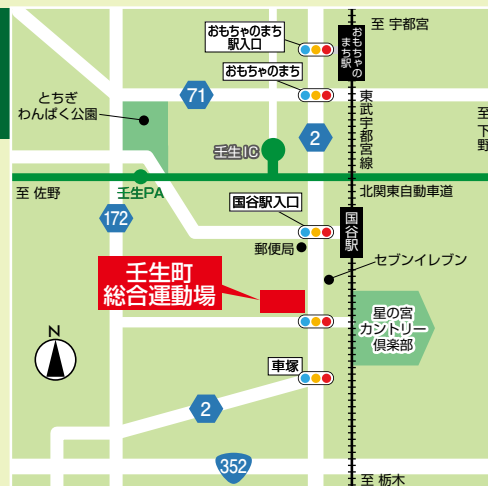 至 宇都宮
おもちゃのまち
駅入口
おもちゃの
まち駅
おもちゃのまち
71
とちぎ
わんぱく公園
2
東武宇都宮線
至
下
野
壬生IC
至 佐野
壬生PA
北関東自動車道
172
国谷駅入口
国谷駅
郵便局
セブンイレブン
壬生町
総合運動場
星の宮
カントリー
倶楽部
N
車塚
2
352
至 栃木